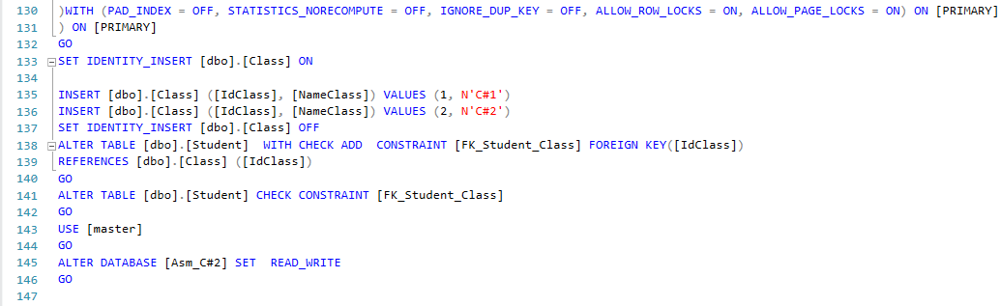 130 )WITH (PAD_INDEX = OFF, STATISTICS_NORECOMPUTE = OFF, IGNORE_DUP_KEY = OFF, ALLOW_ROW_LOCKS = ON, ALLOW_PAGE_LOCKS = ON) ON [PRIMARY]
131 ) ON [PRIMARY]
132 GO
133 SET IDENTITY_INSERT [dbo].[Class] ON
134
135 INSERT [dbo].[Class] ([IdClass], [NameClass]) VALUES (1, N'C#1')
136 INSERT [dbo].[Class] ([IdClass], [NameClass]) VALUES (2, N'C#2')
137 SET IDENTITY_INSERT [dbo].[Class] OFF
138 ALTER TABLE [dbo].[Student]  WITH CHECK ADD  CONSTRAINT [FK_Student_Class] FOREIGN KEY([IdClass])
139 REFERENCES [dbo].[Class] ([IdClass])
140 GO
141 ALTER TABLE [dbo].[Student] CHECK CONSTRAINT [FK_Student_Class]
142 GO
143 USE [master]
144 GO
145 ALTER DATABASE [Asm_C#2] SET  READ_WRITE
146 GO
147